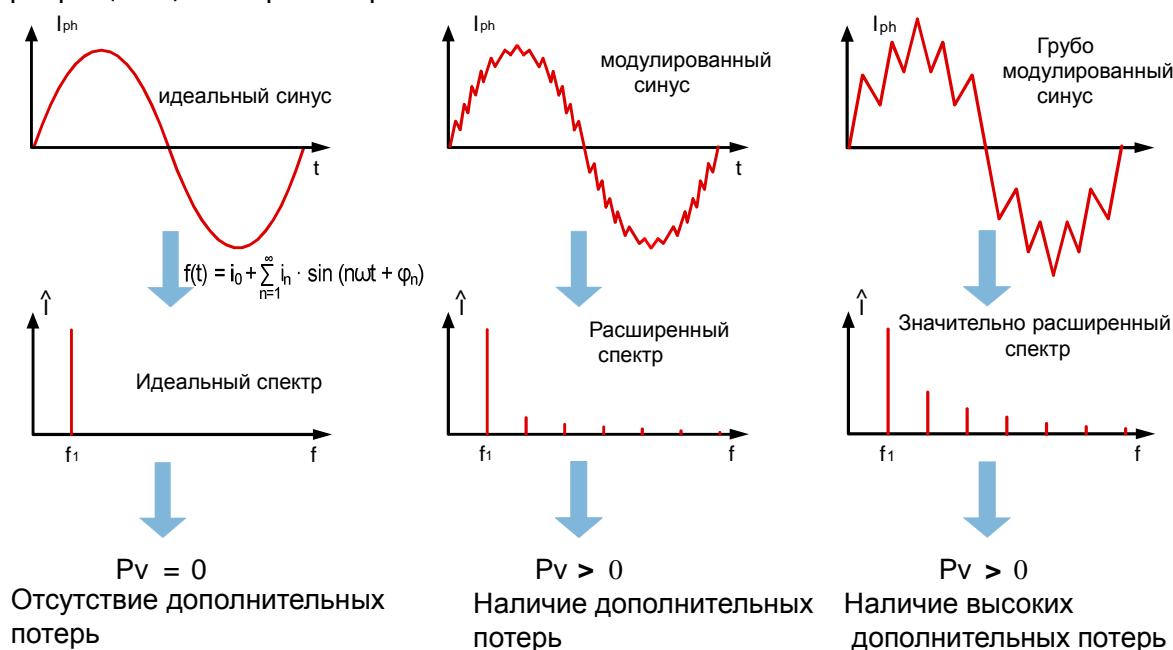 Iph
идеальный синус
t
f(t) = i₀ + ∞ ∑ n=1 iₙ · sin (nωt + φₙ)
Î
Идеальный спектр
f1
f
Pv = 0
Отсутствие дополнительных
потерь
Iph
модулированный
синус
t
Î
Расширенный
спектр
f1
f
Pv > 0
Наличие дополнительных
потерь
Iph
Грубо
модулированный
синус
t
Î
Значительно расширенный
спектр
f1
f
Pv > 0
Наличие высоких
дополнительных потерь